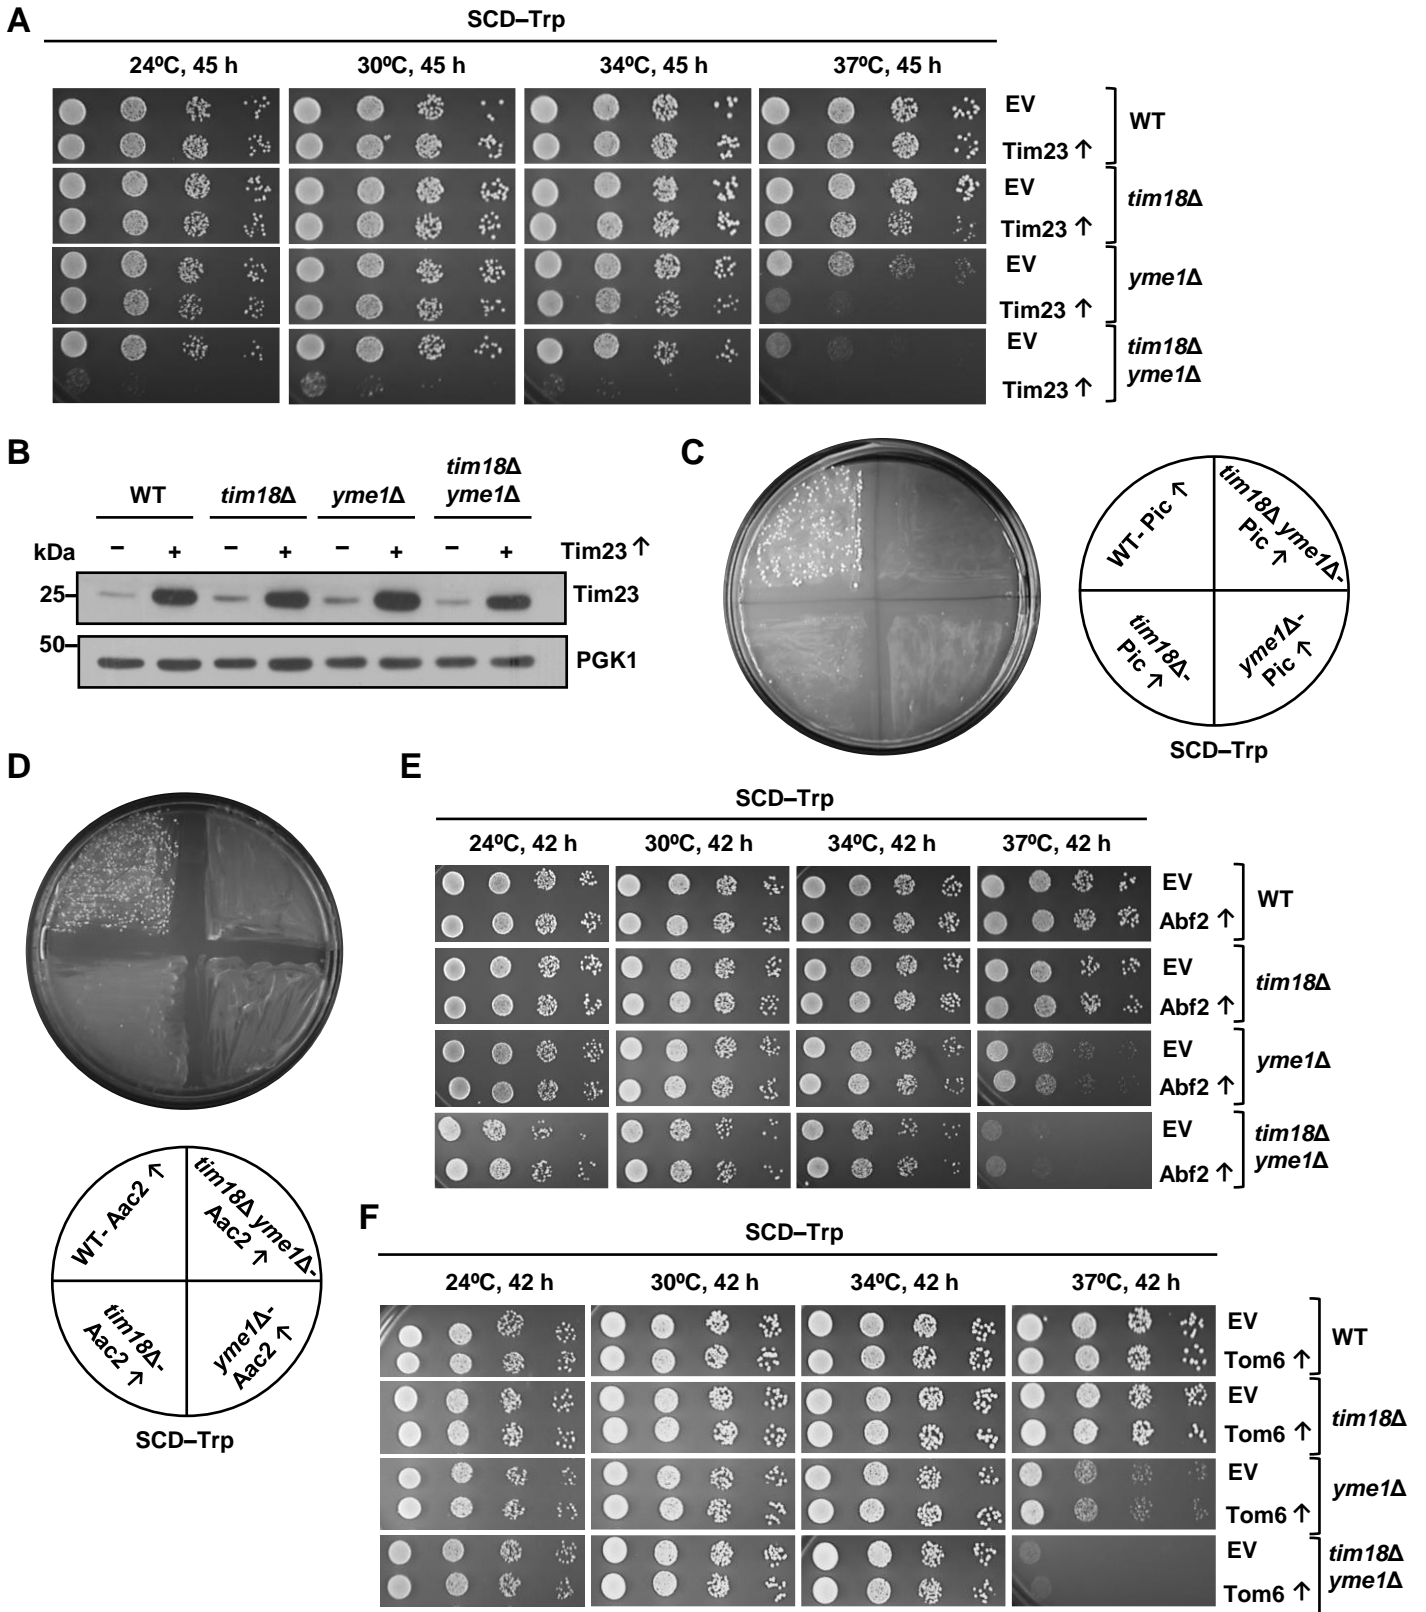 A
SCD–Trp
24ºC, 45 h
30ºC, 45 h
34ºC, 45 h
37ºC, 45 h
EV
Tim23 ↑
WT
EV
Tim23 ↑
tim18Δ
EV
Tim23 ↑
yme1Δ
EV
Tim23 ↑
tim18Δ
yme1Δ
B
WT
tim18Δ
yme1Δ
tim18Δ
yme1Δ
kDa
– + – + – + – +
Tim23 ↑
25
Tim23
50
PGK1
C
WT- Pic ↑
tim18Δ yme1Δ-
Pic ↑
tim18Δ-
Pic ↑
yme1Δ-
Pic ↑
SCD–Trp
D
WT- Aac2 ↑
tim18Δ yme1Δ-
Aac2 ↑
tim18Δ-
Aac2 ↑
yme1Δ-
Aac2 ↑
SCD–Trp
E
SCD–Trp
24ºC, 42 h
30ºC, 42 h
34ºC, 42 h
37ºC, 42 h
EV
Abf2 ↑
WT
EV
Abf2 ↑
tim18Δ
EV
Abf2 ↑
yme1Δ
EV
Abf2 ↑
tim18Δ
yme1Δ
F
SCD–Trp
24ºC, 42 h
30ºC, 42 h
34ºC, 42 h
37ºC, 42 h
EV
Tom6 ↑
WT
EV
Tom6 ↑
tim18Δ
EV
Tom6 ↑
yme1Δ
EV
Tom6 ↑
tim18Δ
yme1Δ